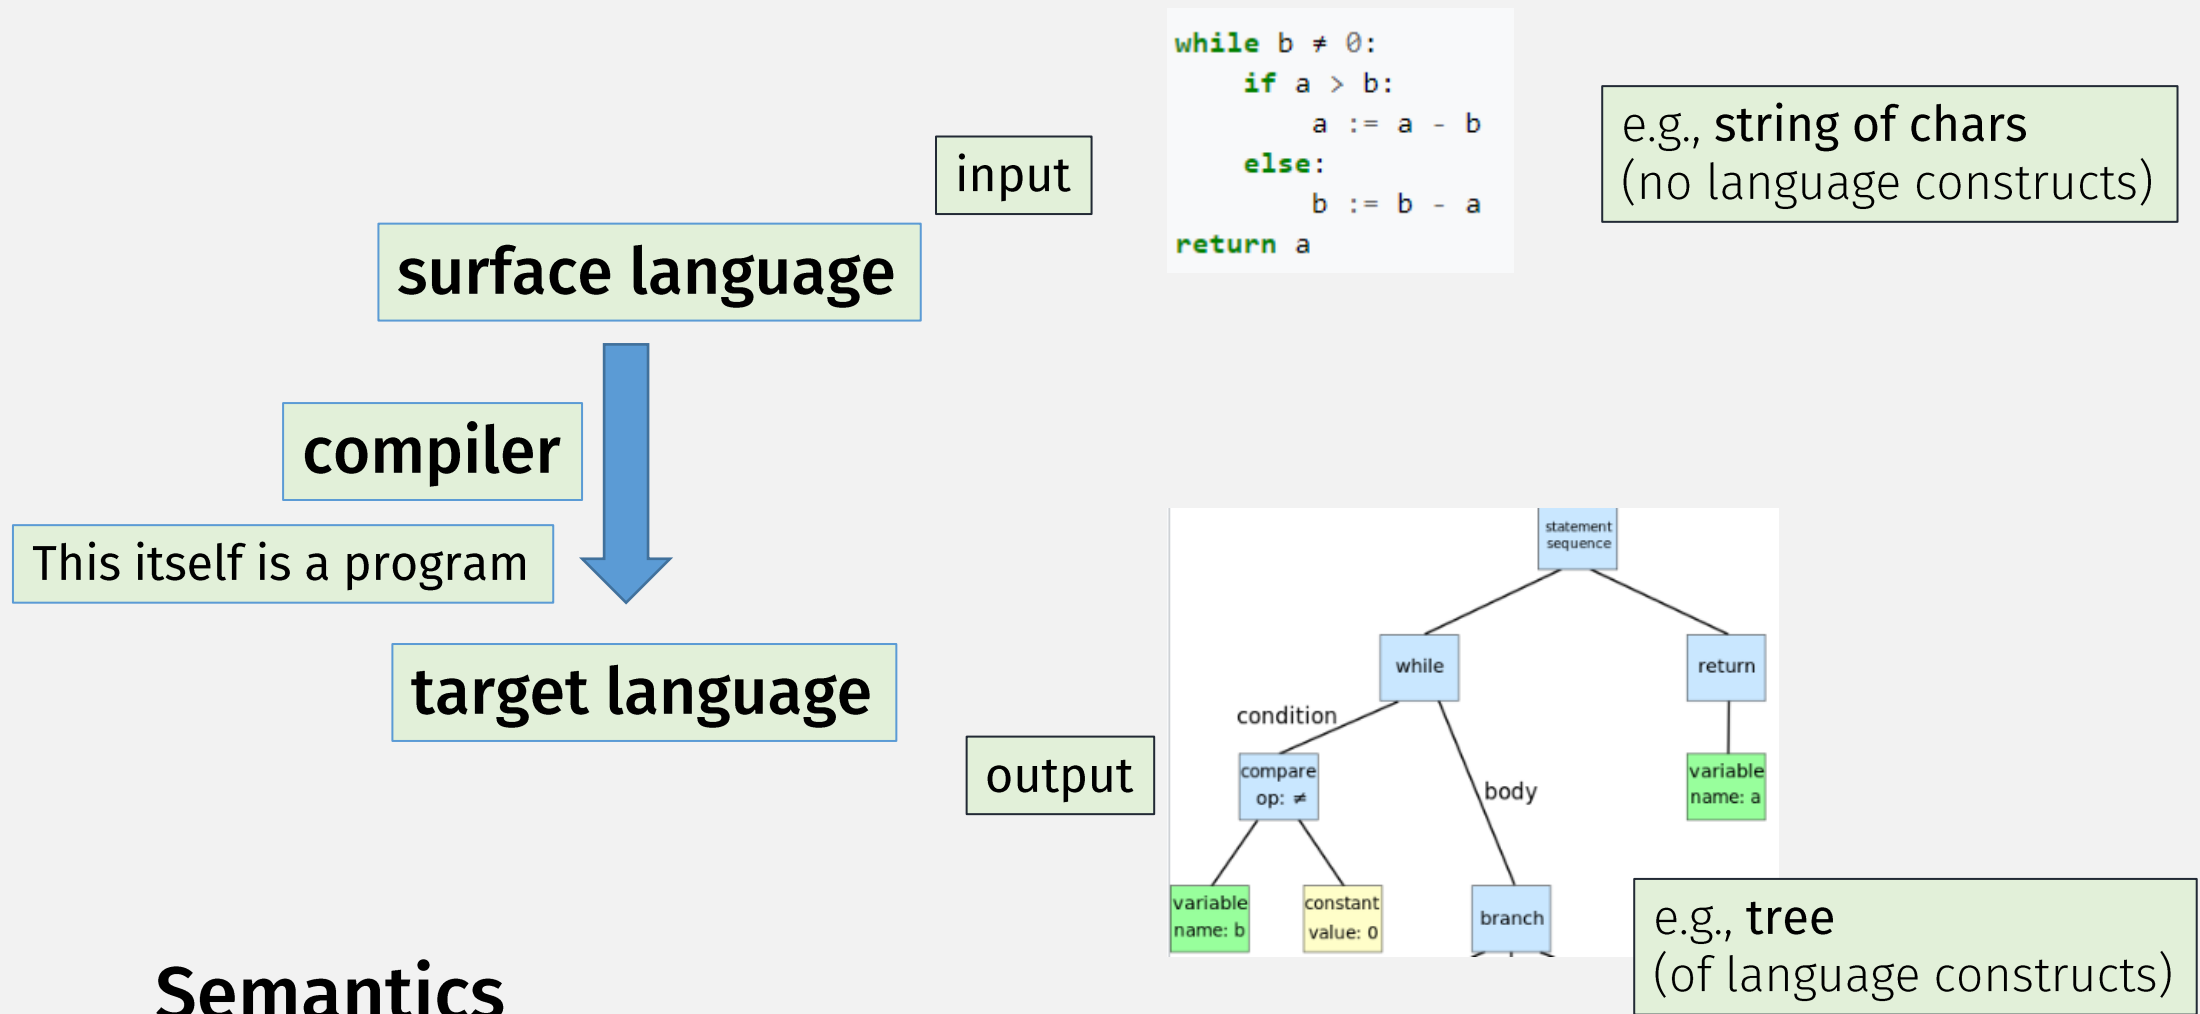 while b ≠ 0:
if a > b:
a := a - b
else:
b := b - a
return a
e.g., string of chars
(no language constructs)
input
surface language
compiler
This itself is a program
target language
output
statement
sequence
while
return
condition
compare
op: ≠
body
variable
name: a
variable
name: b
constant
value: 0
branch
e.g., tree
(of language constructs)
Semantics